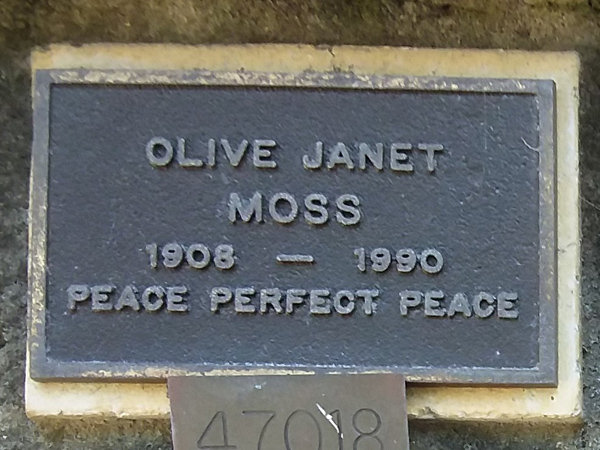 OLIVE JANET
MOSS
1908 — 1990
PEACE PERFECT PEACE
47018